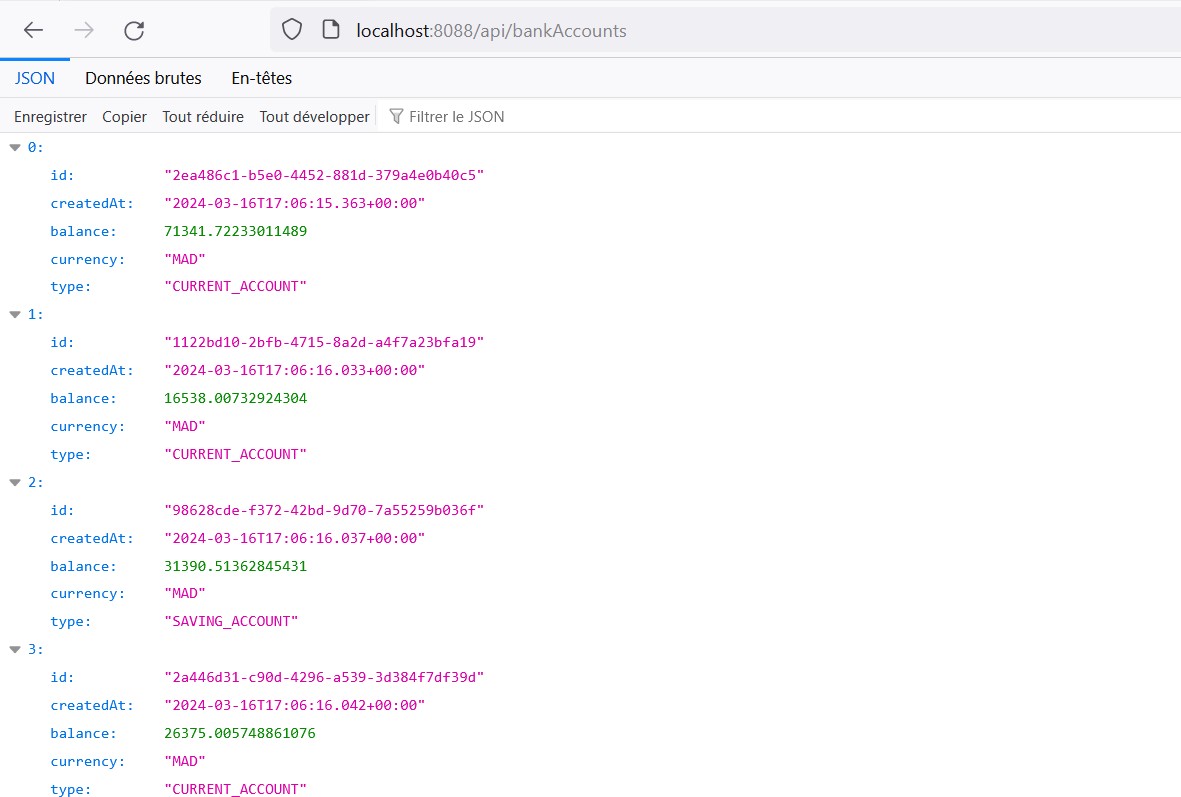 localhost:8088/api/bankAccounts
JSON Données brutes En-têtes
Enregistrer Copier Tout réduire Tout développer Filtrer le JSON
0:
id: "2ea486c1-b5e0-4452-881d-379a4e0b40c5"
createdAt: "2024-03-16T17:06:15.363+00:00"
balance: 71341.72233011489
currency: "MAD"
type: "CURRENT_ACCOUNT"
1:
id: "1122bd10-2bfb-4715-8a2d-a4f7a23bfa19"
createdAt: "2024-03-16T17:06:16.033+00:00"
balance: 16538.00732924304
currency: "MAD"
type: "CURRENT_ACCOUNT"
2:
id: "98628cde-f372-42bd-9d70-7a55259b036f"
createdAt: "2024-03-16T17:06:16.037+00:00"
balance: 31390.51362845431
currency: "MAD"
type: "SAVING_ACCOUNT"
3:
id: "2a446d31-c90d-4296-a539-3d384f7df39d"
createdAt: "2024-03-16T17:06:16.042+00:00"
balance: 26375.005748861076
currency: "MAD"
type: "CURRENT_ACCOUNT"